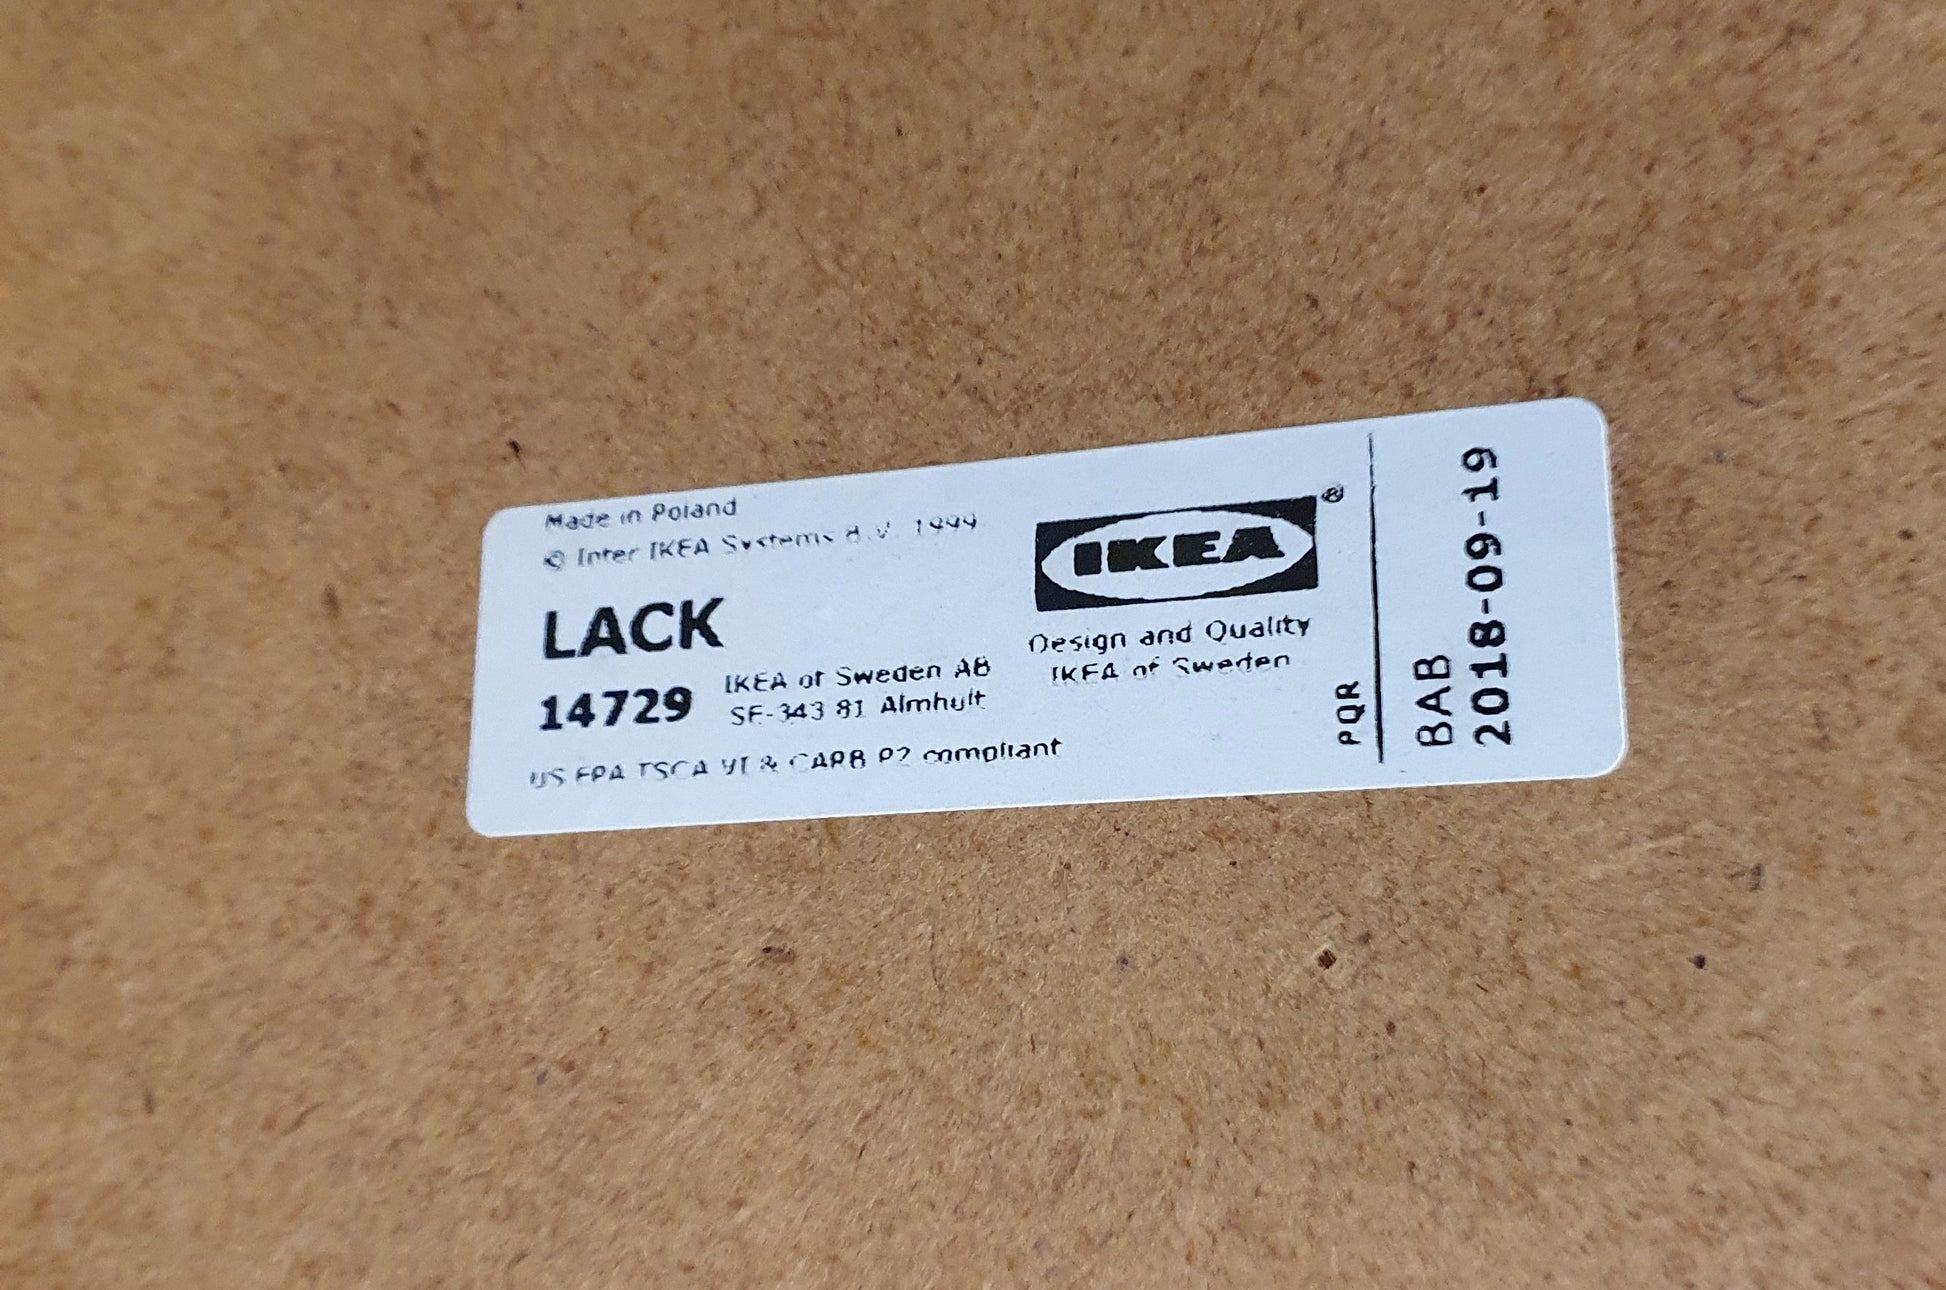 Made in Poland
© Inter IKEA Systems B.V. 1999
LACK
14729
IKEA of Sweden AB
SE-343 81 Älmhult
US EPA TSCA VI & CARB P2 compliant
IKEA®
Design and Quality
IKEA of Sweden
PQR
BAB
2018-09-19